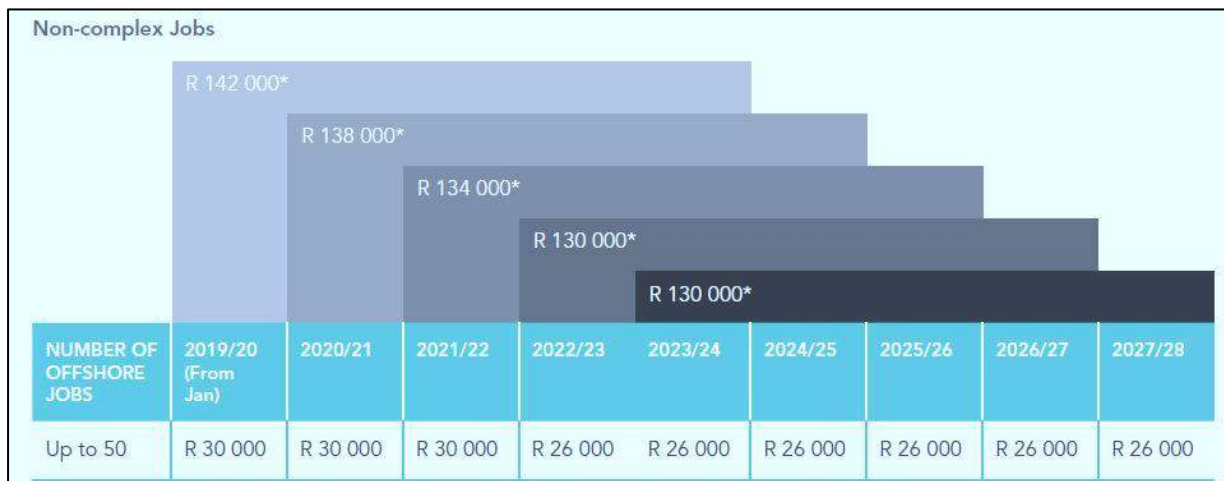 Non-complex Jobs
R 142 000*
R 138 000*
R 134 000*
R 130 000*
R 130 000*
NUMBER OF OFFSHORE JOBS 2019/20 (From Jan) 2020/21 2021/22 2022/23 2023/24 2024/25 2025/26 2026/27 2027/28
Up to 50 R 30 000 R 30 000 R 30 000 R 26 000 R 26 000 R 26 000 R 26 000 R 26 000 R 26 000